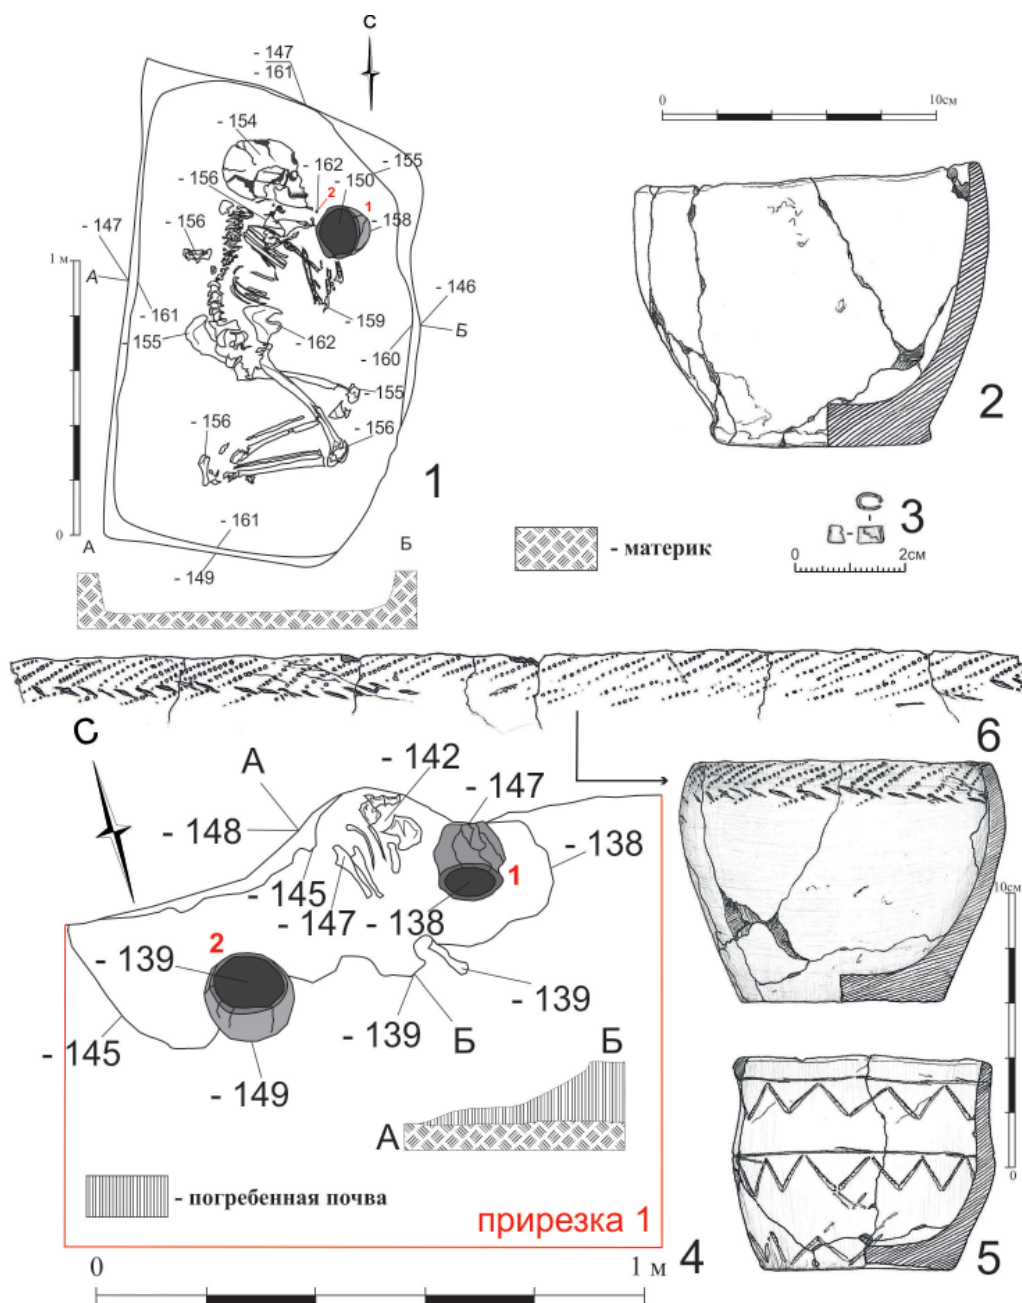 С
- 147
- 161
- 154
- 155
- 162
- 150
- 156
2
1
- 158
- 156
- 147
А
1 м
- 146
Б
- 159
- 161
- 155
- 162
- 160
- 155
- 156
- 156
1
0
- 161
А
Б
- 149
0
10см
2
3
- материк
0
2см
6
С
А
- 142
- 147
- 148
- 138
- 145
1
- 147
- 138
2
- 139
- 139
- 139
Б
- 145
- 149
Б
А
10см
0
- погребенная почва
прирезка 1
4
5
0
1 м